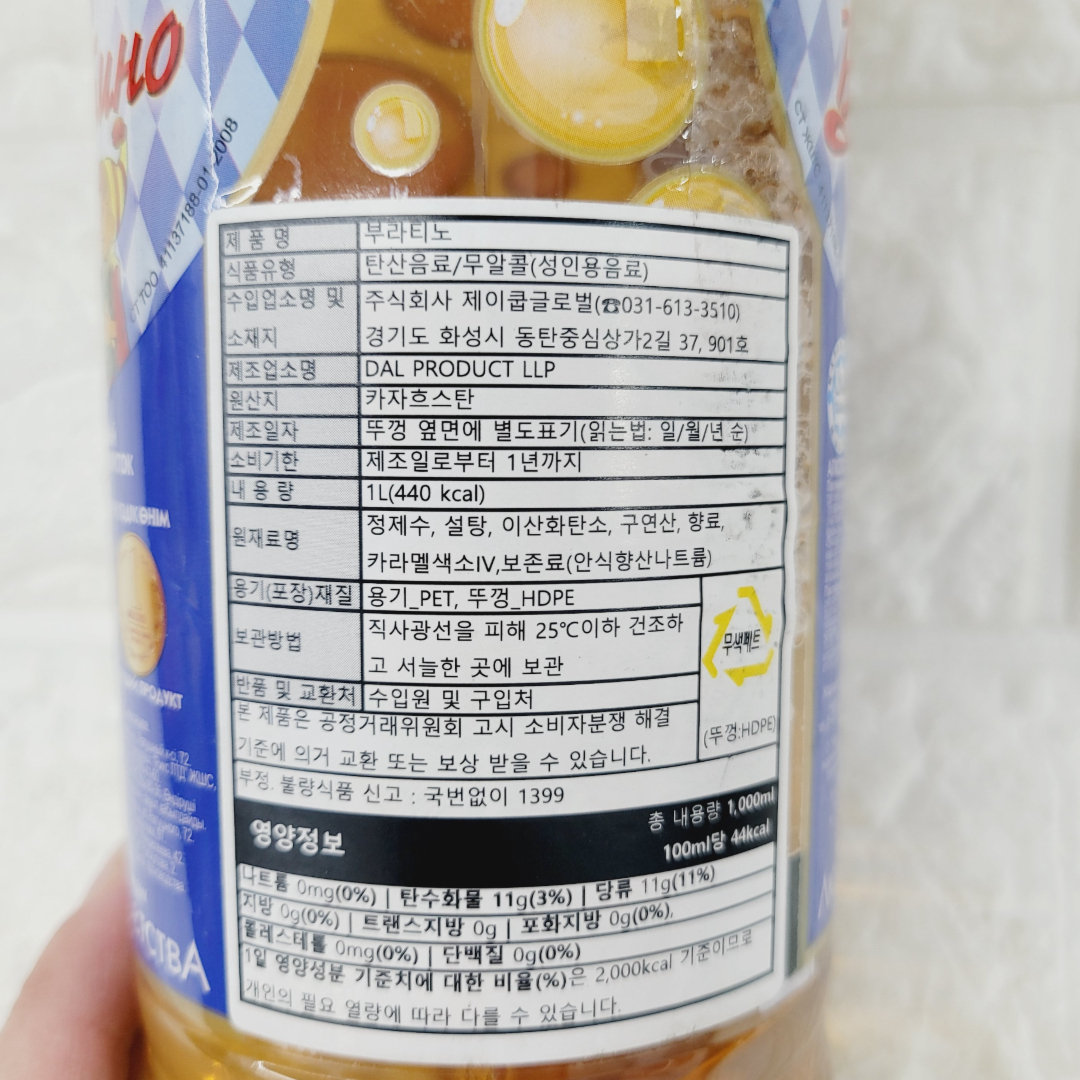 СТ ТОО 41137188-01-2008
제 품 명 부라티노
식품유형 탄산음료/무알콜(성인용음료)
수입업소명 및 소재지 주식회사 제이쿱글로벌(☎031-613-3510)
경기도 화성시 동탄중심상가2길 37, 901호
제조업소명 DAL PRODUCT LLP
원산지 카자흐스탄
제조일자 뚜껑 옆면에 별도표기(읽는법: 일/월/년 순)
소비기한 제조일로부터 1년까지
내 용 량 1L(440 kcal)
원재료명 정제수, 설탕, 이산화탄소, 구연산, 향료,
카라멜색소IV,보존료(안식향산나트륨)
용기(포장)재질 용기_PET, 뚜껑_HDPE
보관방법 직사광선을 피해 25℃이하 건조하
고 서늘한 곳에 보관
무색페트
(뚜껑:HDPE)
반품 및 교환처 수입원 및 구입처
본 제품은 공정거래위원회 고시 소비자분쟁 해결
기준에 의거 교환 또는 보상 받을 수 있습니다.
부정. 불량식품 신고 : 국번없이 1399
영양정보
총 내용량 1,000ml
100ml당 44kcal
나트륨 0mg(0%) | 탄수화물 11g(3%) | 당류 11g(11%)
지방 0g(0%) | 트랜스지방 0g | 포화지방 0g(0%),
콜레스테롤 0mg(0%) | 단백질 0g(0%)
1일 영양성분 기준치에 대한 비율(%)은 2,000kcal 기준이므로
개인의 필요 열량에 따라 다를 수 있습니다.